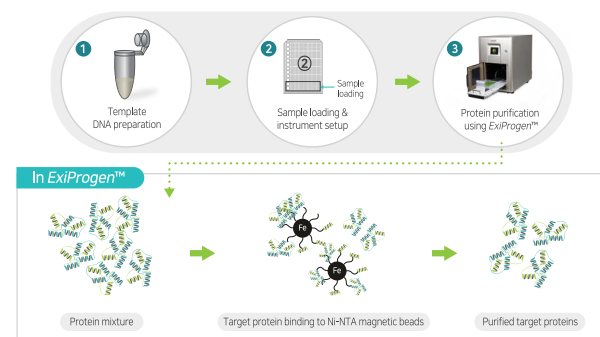 1
2
3
2
Sample
loading
Template
DNA preparation
Sample loading &
instrument setup
Protein purification
using ExiProgen™
In ExiProgen™
Fe
Fe
Protein mixture
Target protein binding to Ni-NTA magnetic beads
Purified target proteins